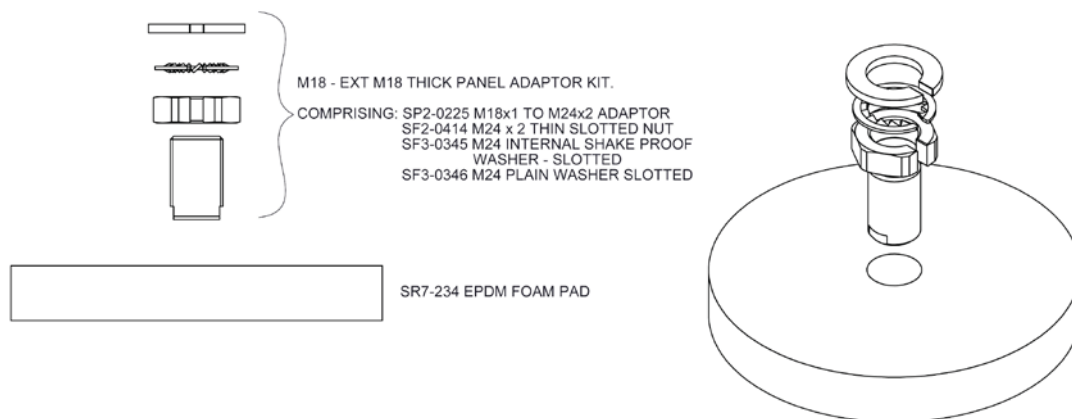 M18 - EXT M18 THICK PANEL ADAPTOR KIT.
COMPRISING: SP2-0225 M18x1 TO M24x2 ADAPTOR
SF2-0414 M24 x 2 THIN SLOTTED NUT
SF3-0345 M24 INTERNAL SHAKE PROOF
WASHER - SLOTTED
SF3-0346 M24 PLAIN WASHER SLOTTED
SR7-234 EPDM FOAM PAD